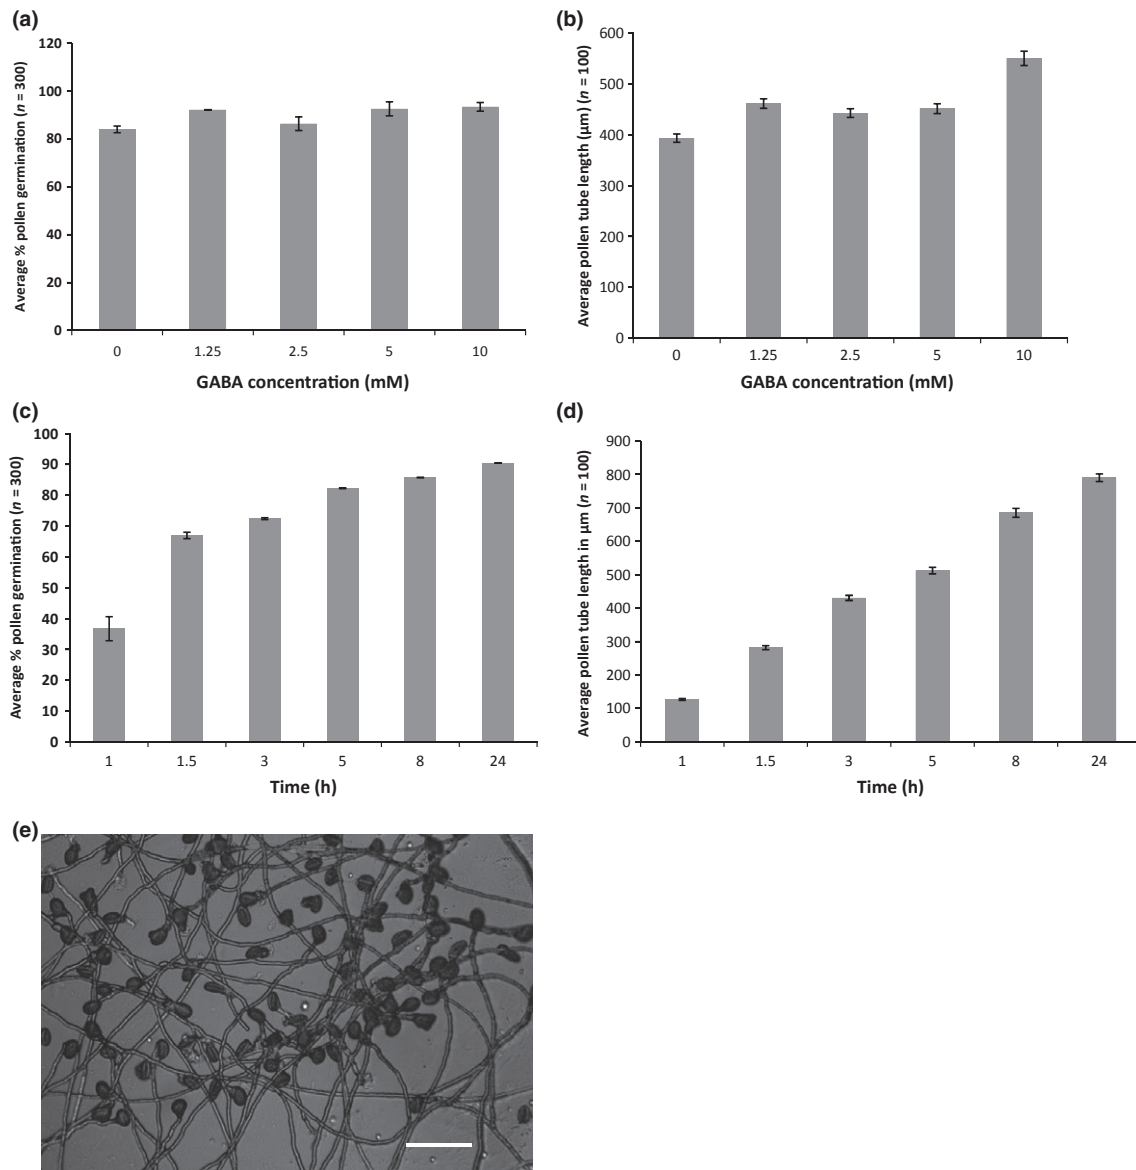 (a)
Average % pollen germination (n = 300)
120
100
80
60
40
20
0
0 1.25 2.5 5 10
GABA concentration (mM)
(b)
Average pollen tube length (µm) (n = 100)
600
500
400
300
200
100
0
0 1.25 2.5 5 10
GABA concentration (mM)
(c)
Average % pollen germination (n = 300)
100
90
80
70
60
50
40
30
20
10
0
1 1.5 3 5 8 24
Time (h)
(d)
Average pollen tube length in µm (n = 100)
900
800
700
600
500
400
300
200
100
0
1 1.5 3 5 8 24
Time (h)
(e)